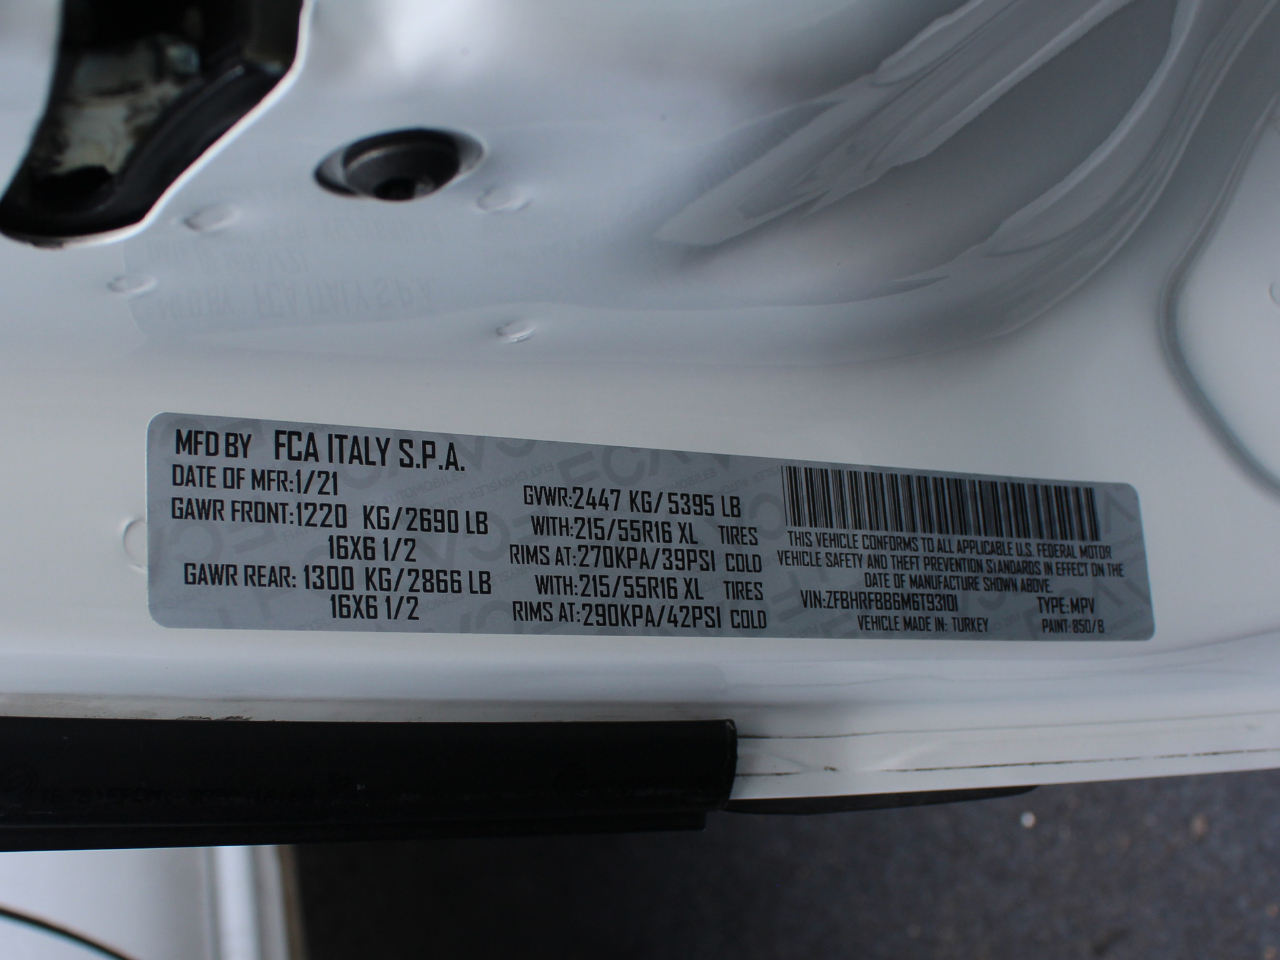 MFD BY FCA ITALY S.P.A.
DATE OF MFR:1/21
GAWR FRONT:1220 KG/2690 LB
16X6 1/2
GAWR REAR: 1300 KG/2866 LB
16X6 1/2
GVWR:2447 KG/5395 LB
WITH:215/55R16 XL TIRES
RIMS AT:270KPA/39PSI COLD
WITH:215/55R16 XL TIRES
RIMS AT:290KPA/42PSI COLD
THIS VEHICLE CONFORMS TO ALL APPLICABLE U.S. FEDERAL MOTOR
VEHICLE SAFETY AND THEFT PREVENTION STANDARDS IN EFFECT ON THE
DATE OF MANUFACTURE SHOWN ABOVE.
VIN:ZFBHRFBB6M6T93101 TYPE:MPV
VEHICLE MADE IN: TURKEY PAINT:850/B